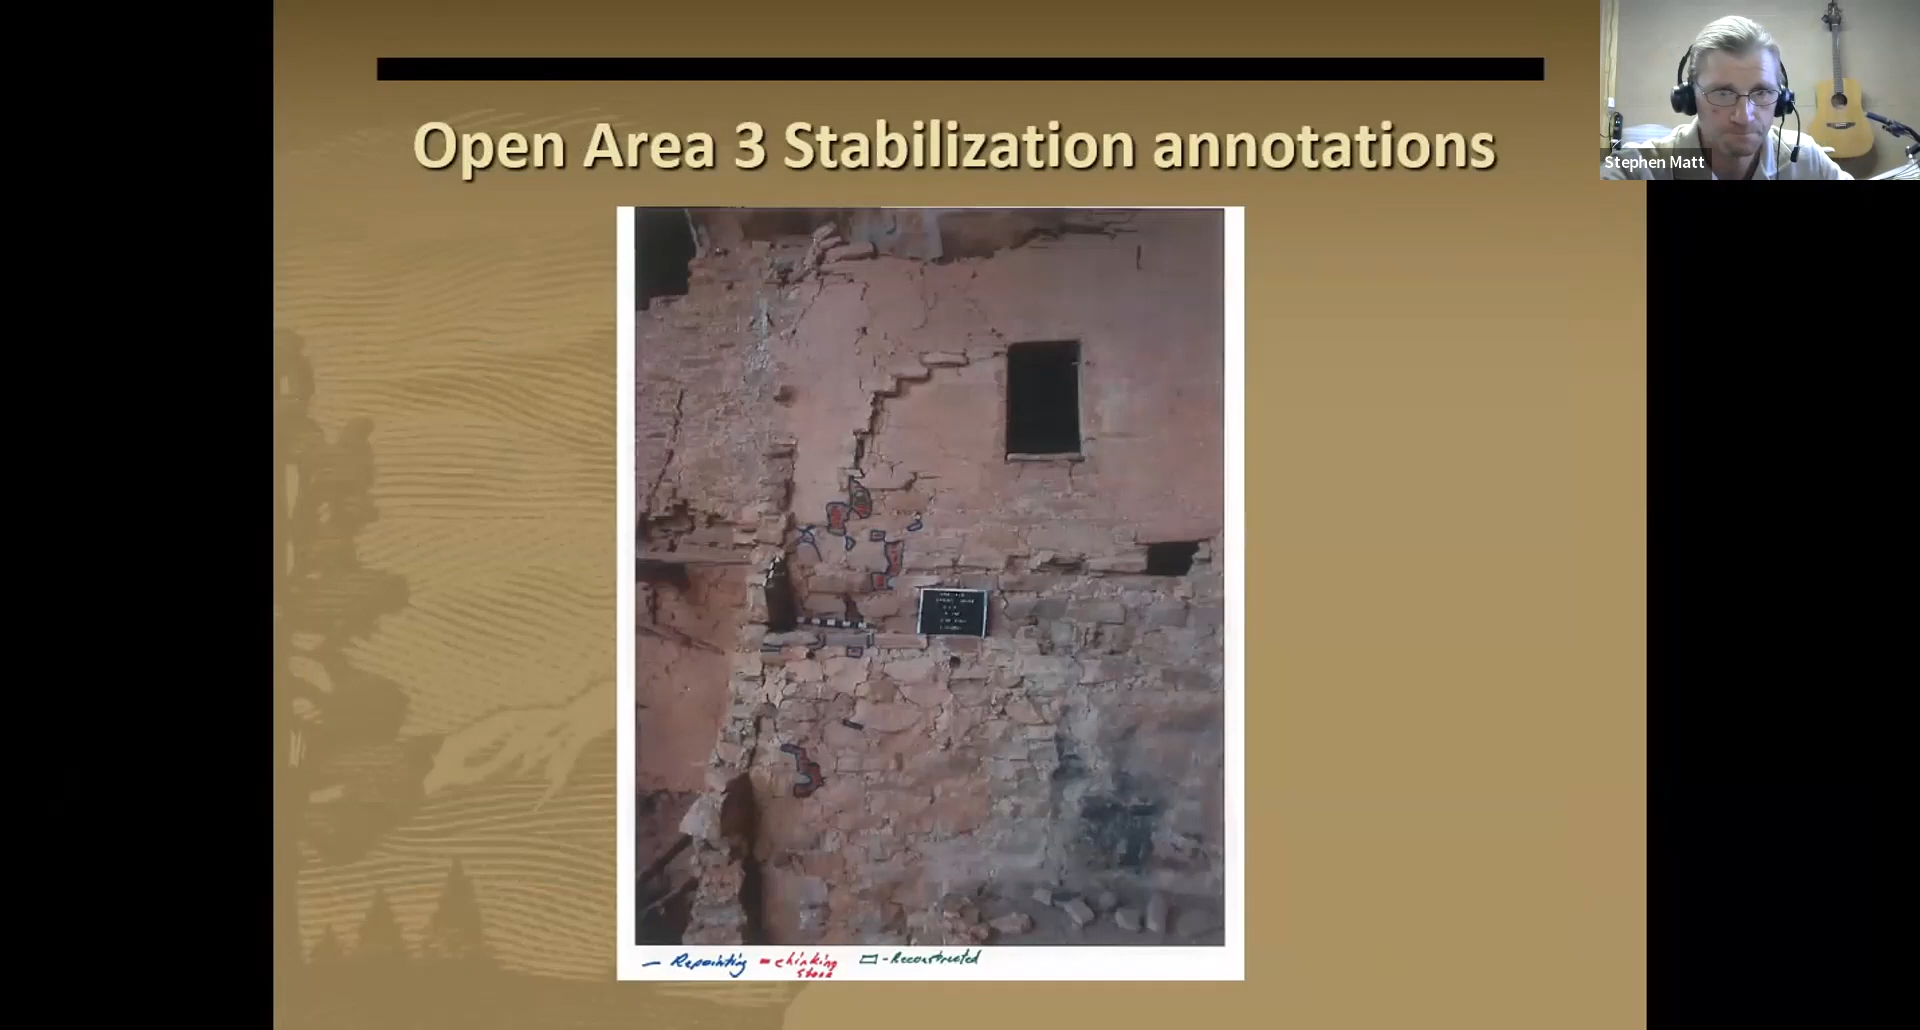 Open Area 3 Stabilization annotations
Stephen Matt
— Repointing - chinking stone ▭ - Reconstructed